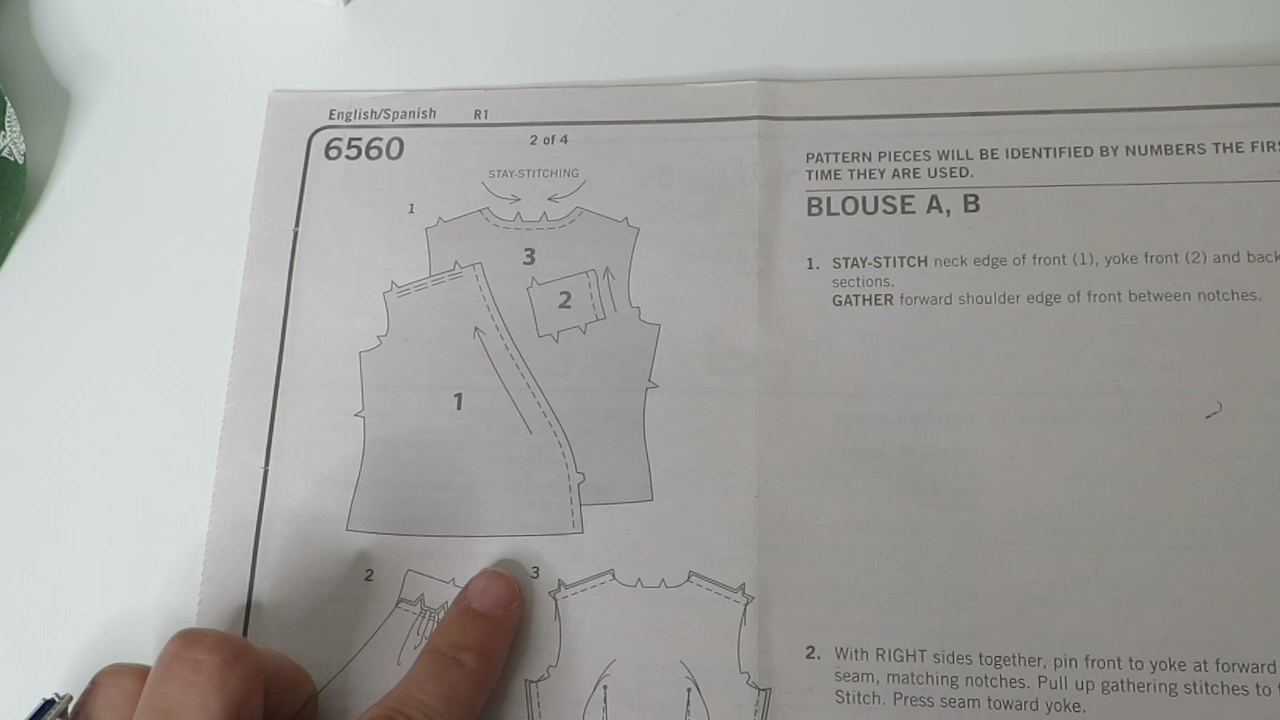 English/Spanish R1
6560
2 of 4
STAY-STITCHING
1
3
2
1
2
3
PATTERN PIECES WILL BE IDENTIFIED BY NUMBERS THE
TIME THEY ARE USED.
BLOUSE A, B
1. STAY-STITCH neck edge of front (1), yoke front (2) and back
sections.
GATHER forward shoulder edge of front between notches.
2. With RIGHT sides together, pin front to yoke at forward
seam, matching notches. Pull up gathering stitches to
Stitch. Press seam toward yoke.